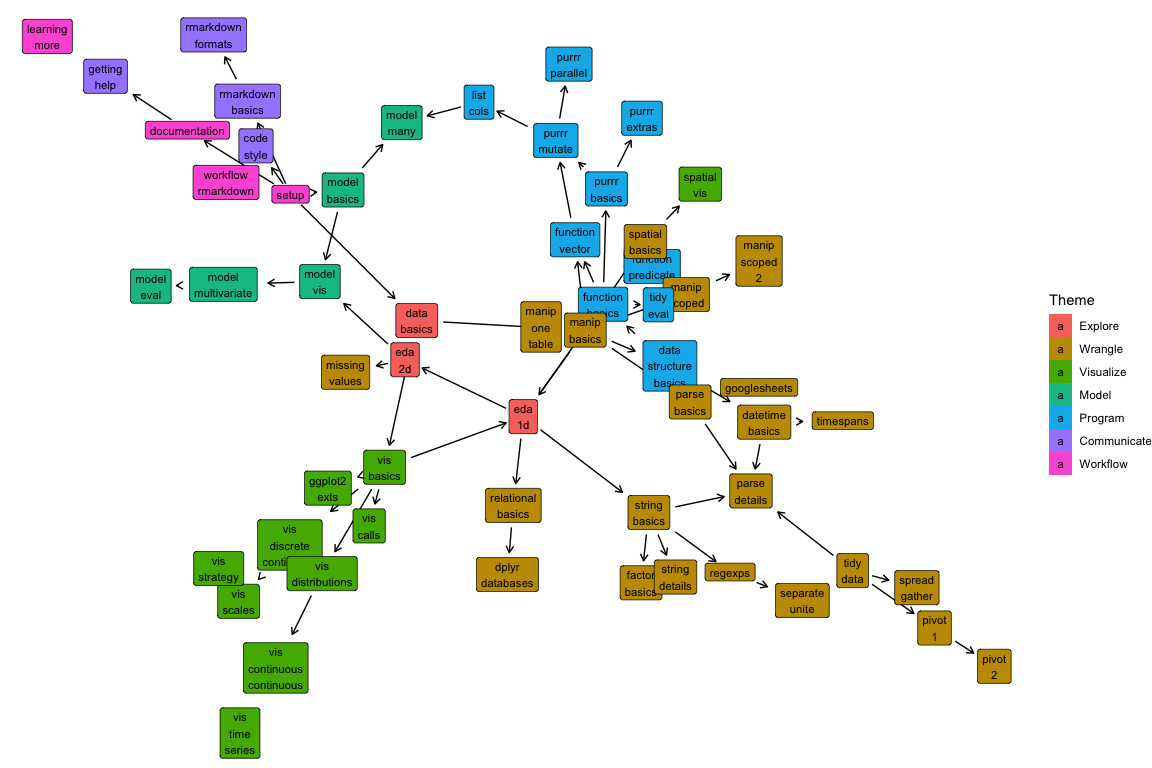 learning
more
rmarkdown
formats
getting
help
rmarkdown
basics
documentation
code
style
workflow
rmarkdown
setup
model
basics
model
many
list
cols
purrr
parallel
purrr
extras
purrr
mutate
purrr
basics
spatial
vis
function
vector
spatial
basics
function
predicate
manip
scoped
2
manip
scoped
function
basics
tidy
eval
model
eval
model
multivariate
model
vis
data
basics
manip
one
table
manip
basics
eda
2d
missing
values
data
structure
basics
parse
basics
googlesheets
datetime
basics
timespans
eda
1d
vis
basics
ggplot2
exts
vis
calls
vis
discrete
vis
distributions
vis
strategy
vis
scales
vis
continuous
continuous
vis
time
series
relational
basics
dplyr
databases
string
basics
parse
details
factor
basics
string
details
regexps
separate
unite
tidy
data
spread
gather
pivot
1
pivot
2
Theme
a Explore
a Wrangle
a Visualize
a Model
a Program
a Communicate
a Workflow